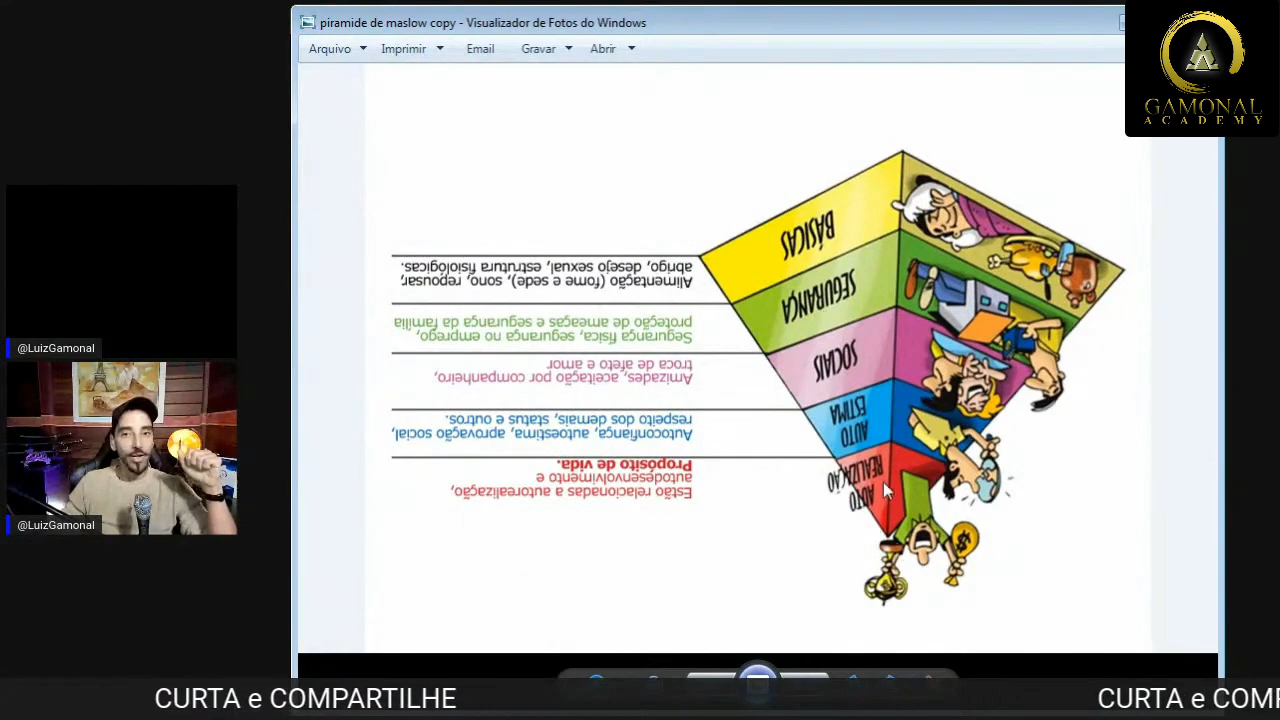 piramide de maslow copy - Visualizador de Fotos do Windows
Arquivo Imprimir Email Gravar Abrir
GAMONAL
ACADEMY
BÁSICAS
Alimentação (fome e sede), sono, repousar,
abrigo, desejo sexual, estrutura fisiológicas.
SEGURANÇA
Segurança física, segurança no emprego,
proteção de ameaças e segurança da família
SOCIAIS
Amizades, aceitação por companheiro,
troca de afeto e amor
AUTO
ESTIMA
Autoconfiança, autoestima, aprovação social,
respeito dos demais, status e outros.
AUTO
REALIZAÇÃO
Estão relacionadas a autorealização,
autodesenvolvimento e
Propósito de vida.
$
@LuizGamonal
@LuizGamonal
CURTA e COMPARTILHE CURTA e COMP